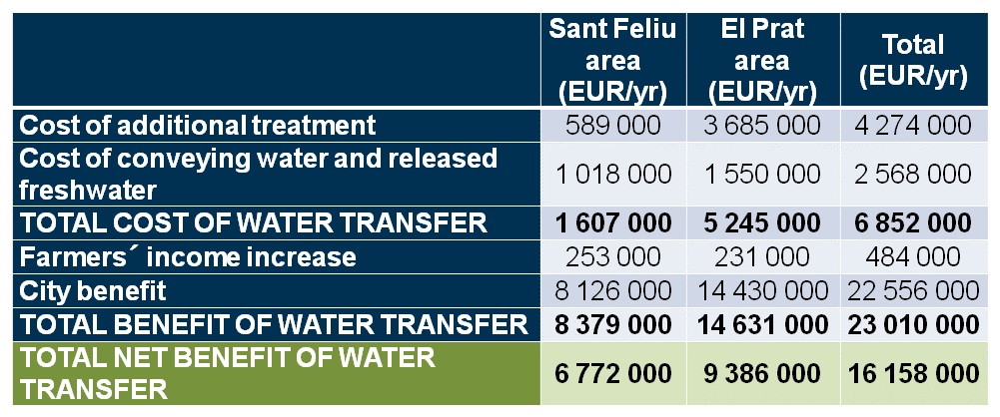 Sant Feliu area (EUR/yr) El Prat area (EUR/yr) Total (EUR/yr)
Cost of additional treatment 589 000 3 685 000 4 274 000
Cost of conveying water and released freshwater 1 018 000 1 550 000 2 568 000
TOTAL COST OF WATER TRANSFER 1 607 000 5 245 000 6 852 000
Farmers´ income increase 253 000 231 000 484 000
City benefit 8 126 000 14 430 000 22 556 000
TOTAL BENEFIT OF WATER TRANSFER 8 379 000 14 631 000 23 010 000
TOTAL NET BENEFIT OF WATER TRANSFER 6 772 000 9 386 000 16 158 000